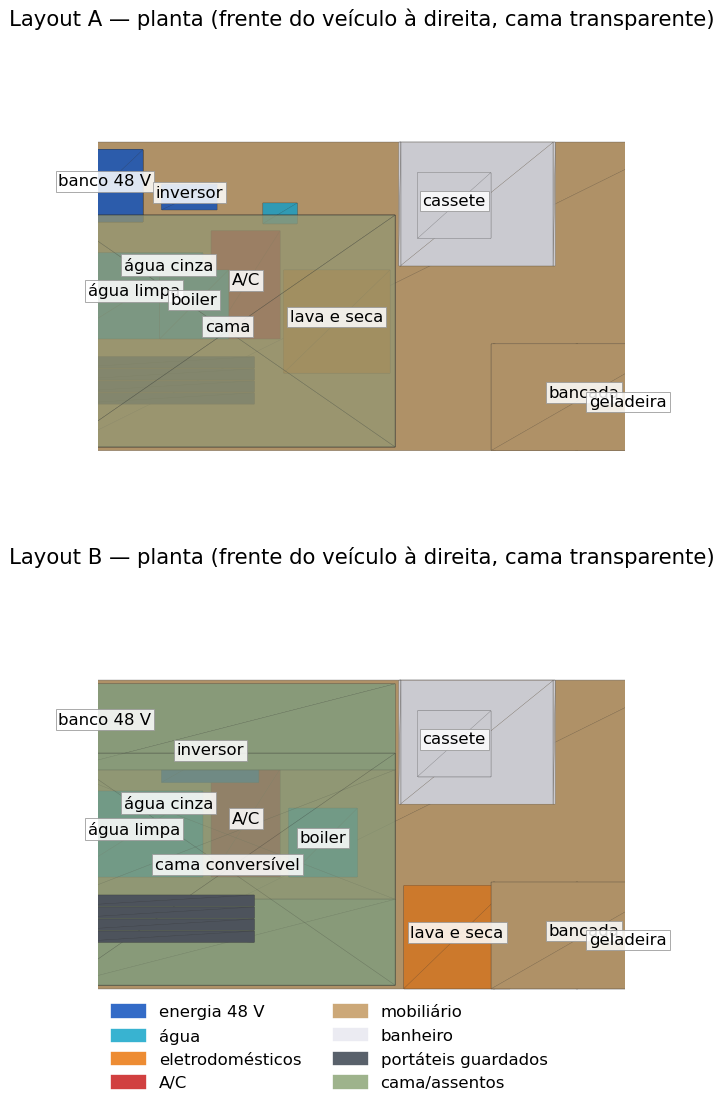 Layout A — planta (frente do veículo à direita, cama transparente)
banco 48 V
inversor
cassete
água cinza
água limpa
A/C
boiler
lava e seca
cama
bancada
geladeira
Layout B — planta (frente do veículo à direita, cama transparente)
banco 48 V
inversor
cassete
água cinza
água limpa
A/C
boiler
cama conversível
lava e seca
bancada
geladeira
energia 48 V
água
eletrodomésticos
A/C
mobiliário
banheiro
portáteis guardados
cama/assentos